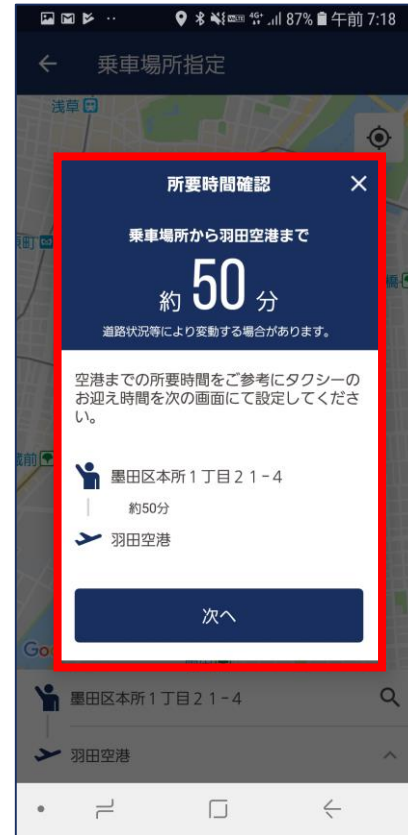 87% 午前 7:18
乗車場所指定
浅草
所要時間確認
乗車場所から羽田空港まで
約 50 分
道路状況等により変動する場合があります。
空港までの所要時間をご参考にタクシーの
お迎え時間を次の画面にて設定してくださ
い。
墨田区本所1丁目21-4
約50分
羽田空港
次へ
墨田区本所1丁目21-4
羽田空港